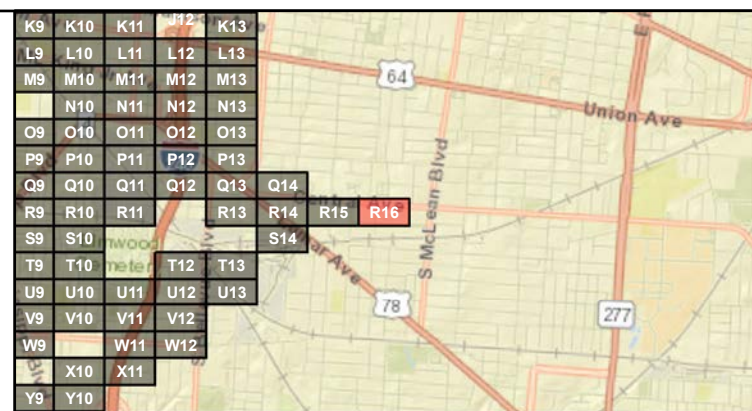 K9 K10 K11 J12 K13
L9 L10 L11 L12 L13
M9 M10 M11 M12 M13
64
N10 N11 N12 N13
Union Ave
O9 O10 O11 O12 O13
P9 P10 P11 P12 P13
Q9 Q10 Q11 Q12 Q13 Q14
Central Ave
R9 R10 R11 R13 R14 R15 R16
S McLean Blvd
S9 S10 S14
T9 T10 T12 T13
U9 U10 U11 U12 U13
78
277
V9 V10 V11 V12
W9 W11 W12
Blvd
X10 X11
Y9 Y10